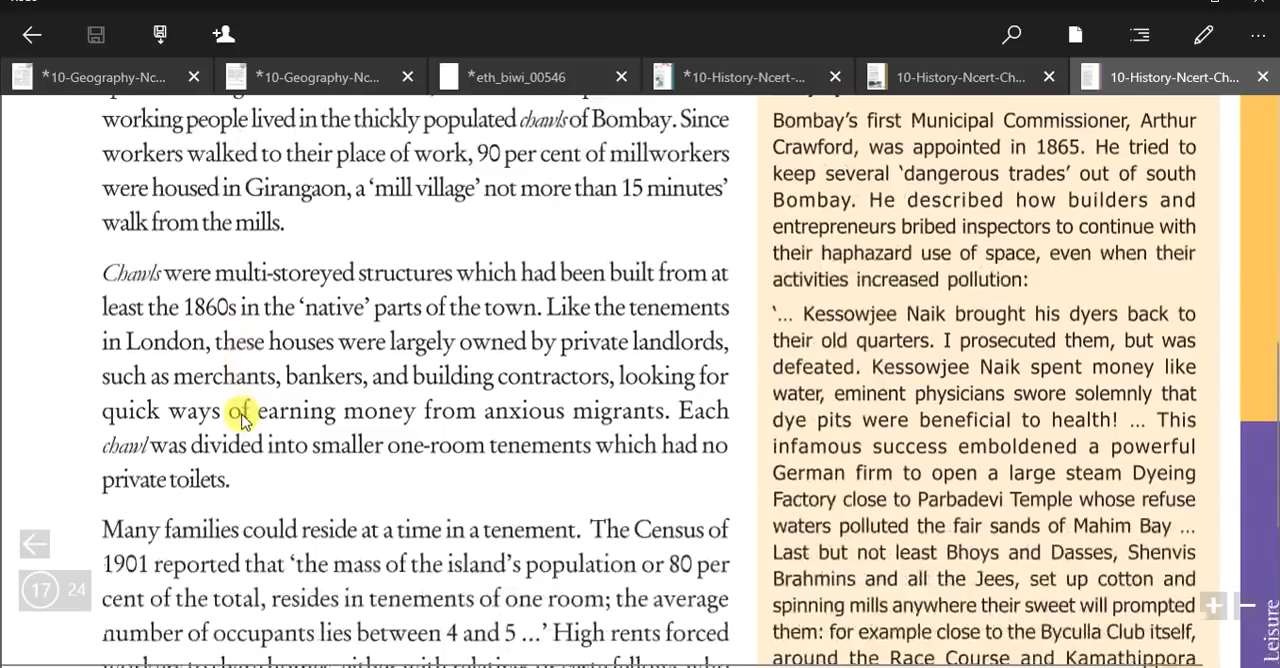 *10-Geography-Nc...
*10-Geography-Nc...
*eth_biwi_00546
*10-History-Ncert-...
10-History-Ncert-Ch...
10-History-Ncert-Ch...
working people lived in the thickly populated chawls of Bombay. Since
workers walked to their place of work, 90 per cent of millworkers
were housed in Girangaon, a ‘mill village’ not more than 15 minutes’
walk from the mills.
Chawls were multi-storeyed structures which had been built from at
least the 1860s in the ‘native’ parts of the town. Like the tenements
in London, these houses were largely owned by private landlords,
such as merchants, bankers, and building contractors, looking for
quick ways of earning money from anxious migrants. Each
chawl was divided into smaller one-room tenements which had no
private toilets.
Many families could reside at a time in a tenement. The Census of
1901 reported that ‘the mass of the island’s population or 80 per
cent of the total, resides in tenements of one room; the average
number of occupants lies between 4 and 5 ...’ High rents forced
Bombay’s first Municipal Commissioner, Arthur
Crawford, was appointed in 1865. He tried to
keep several ‘dangerous trades’ out of south
Bombay. He described how builders and
entrepreneurs bribed inspectors to continue with
their haphazard use of space, even when their
activities increased pollution:
‘... Kessowjee Naik brought his dyers back to
their old quarters. I prosecuted them, but was
defeated. Kessowjee Naik spent money like
water, eminent physicians swore solemnly that
dye pits were beneficial to health! ... This
infamous success emboldened a powerful
German firm to open a large steam Dyeing
Factory close to Parbadevi Temple whose refuse
waters polluted the fair sands of Mahim Bay ...
Last but not least Bhoys and Dasses, Shenvis
Brahmins and all the Jees, set up cotton and
spinning mills anywhere their sweet will prompted
them: for example close to the Byculla Club itself,
around the Race Course and Kamathippora
17 24
Leisure